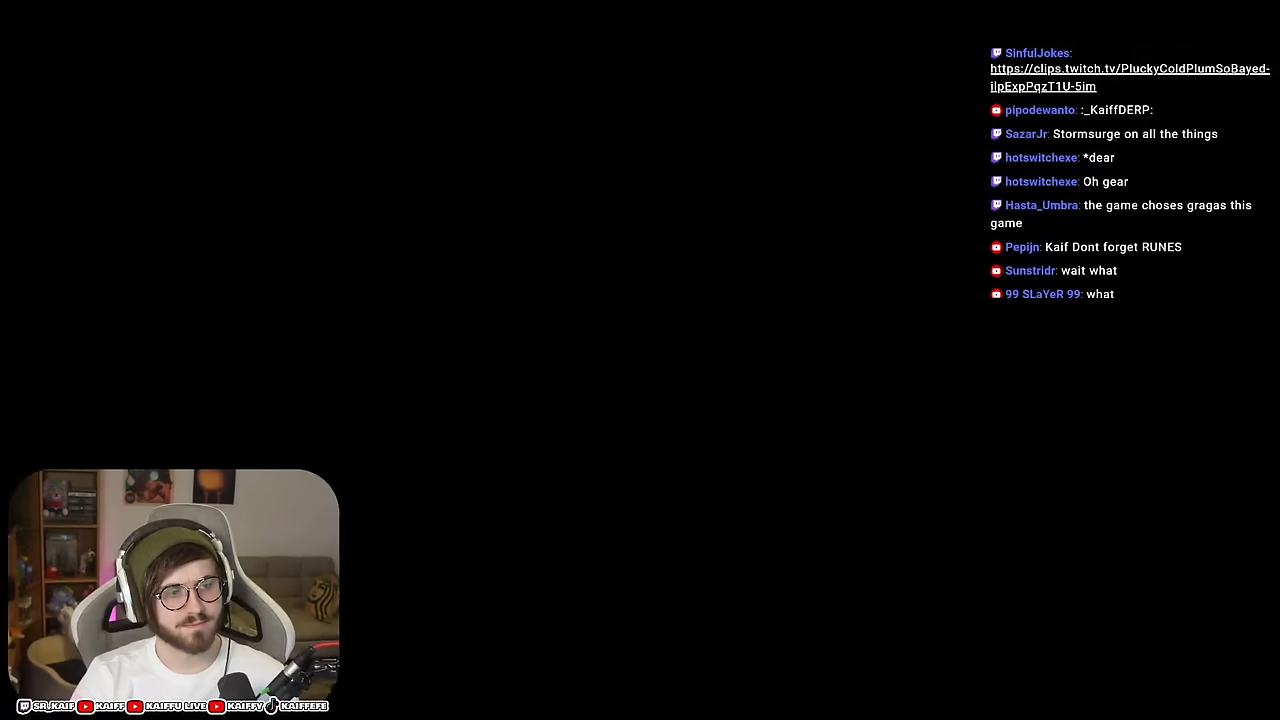 SinfulJokes:
https://clips.twitch.tv/PluckyColdPlumSoBayed-
ilpExpPqzT1U-5im
pipodewanto: :_KaiffDERP:
SazarJr: Stormsurge on all the things
hotswitchexe: *dear
hotswitchexe: Oh gear
Hasta_Umbra: the game choses gragas this
game
Pepijn: Kaif Dont forget RUNES
Sunstridr: wait what
99 SLaYeR 99: what
SR_KAIF KAIFF KAIFFU LIVE KAIFFY KAIFFEFE